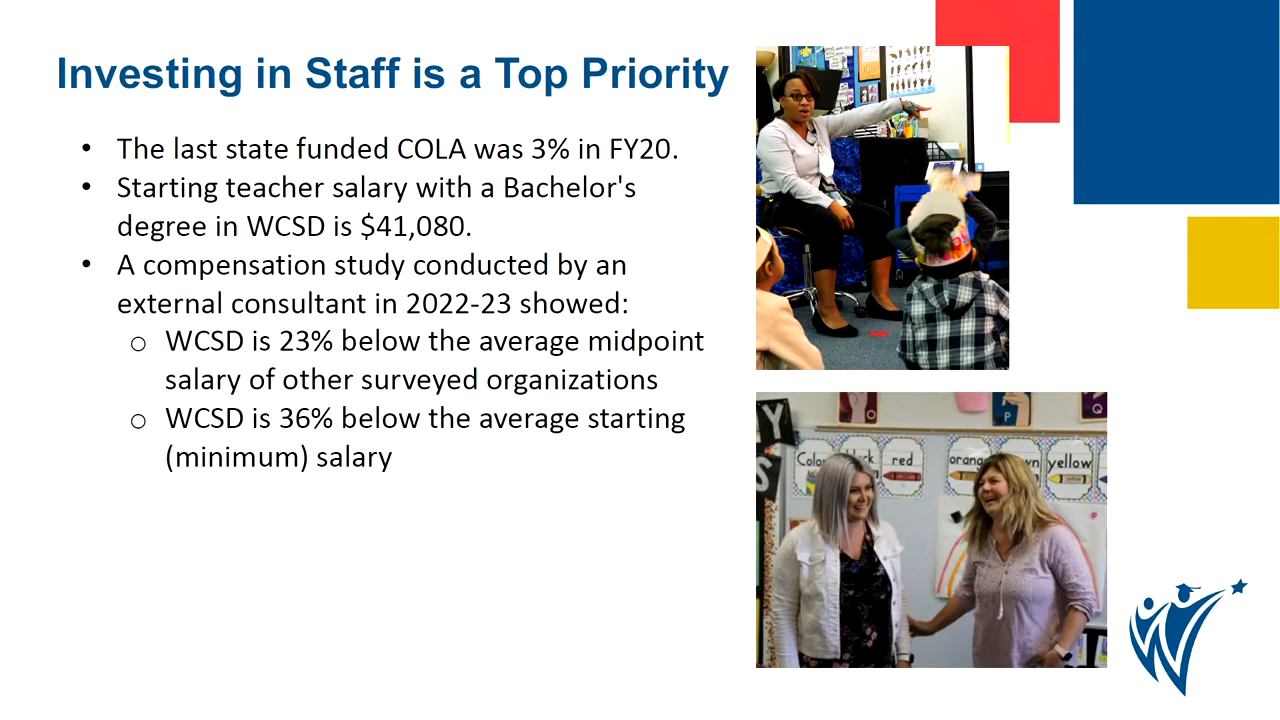 Investing in Staff is a Top Priority
• The last state funded COLA was 3% in FY20.
• Starting teacher salary with a Bachelor's
degree in WCSD is $41,080.
• A compensation study conducted by an
external consultant in 2022-23 showed:
o WCSD is 23% below the average midpoint
salary of other surveyed organizations
o WCSD is 36% below the average starting
(minimum) salary
O
P
Q
Y
S
red
yellow
yellow